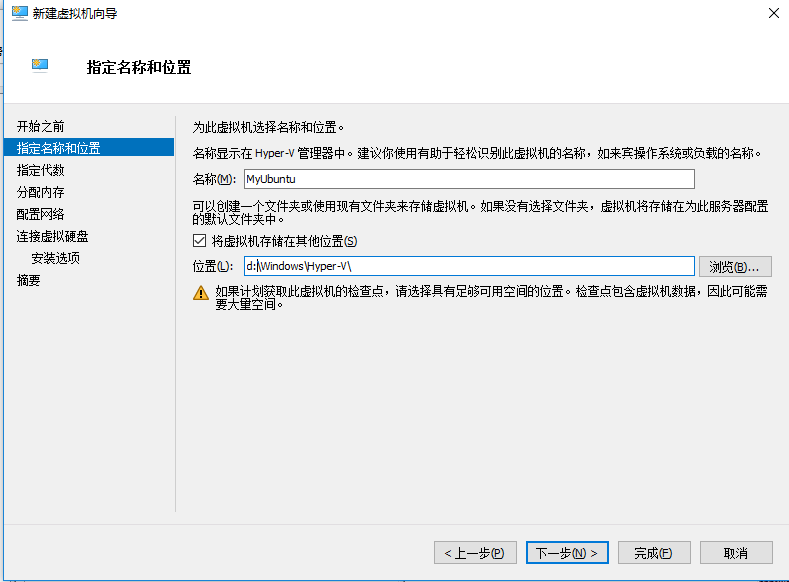 新建虚拟机向导
指定名称和位置
开始之前
指定名称和位置
指定代数
分配内存
配置网络
连接虚拟硬盘
安装选项
摘要
为此虚拟机选择名称和位置。
名称显示在 Hyper-V 管理器中。建议你使用有助于轻松识别此虚拟机的名称，如来宾操作系统或负载的名称。
名称(M): MyUbuntu
可以创建一个文件夹或使用现有文件夹来存储虚拟机。如果没有选择文件夹，虚拟机将存储在为此服务器配置
的默认文件夹中。
将虚拟机存储在其他位置(S)
位置(L): d:\Windows\Hyper-V\ 浏览(B)...
如果计划获取此虚拟机的检查点，请选择具有足够可用空间的位置。检查点包含虚拟机数据，因此可能需
要大量空间。
< 上一步(P) 下一步(N) > 完成(F) 取消